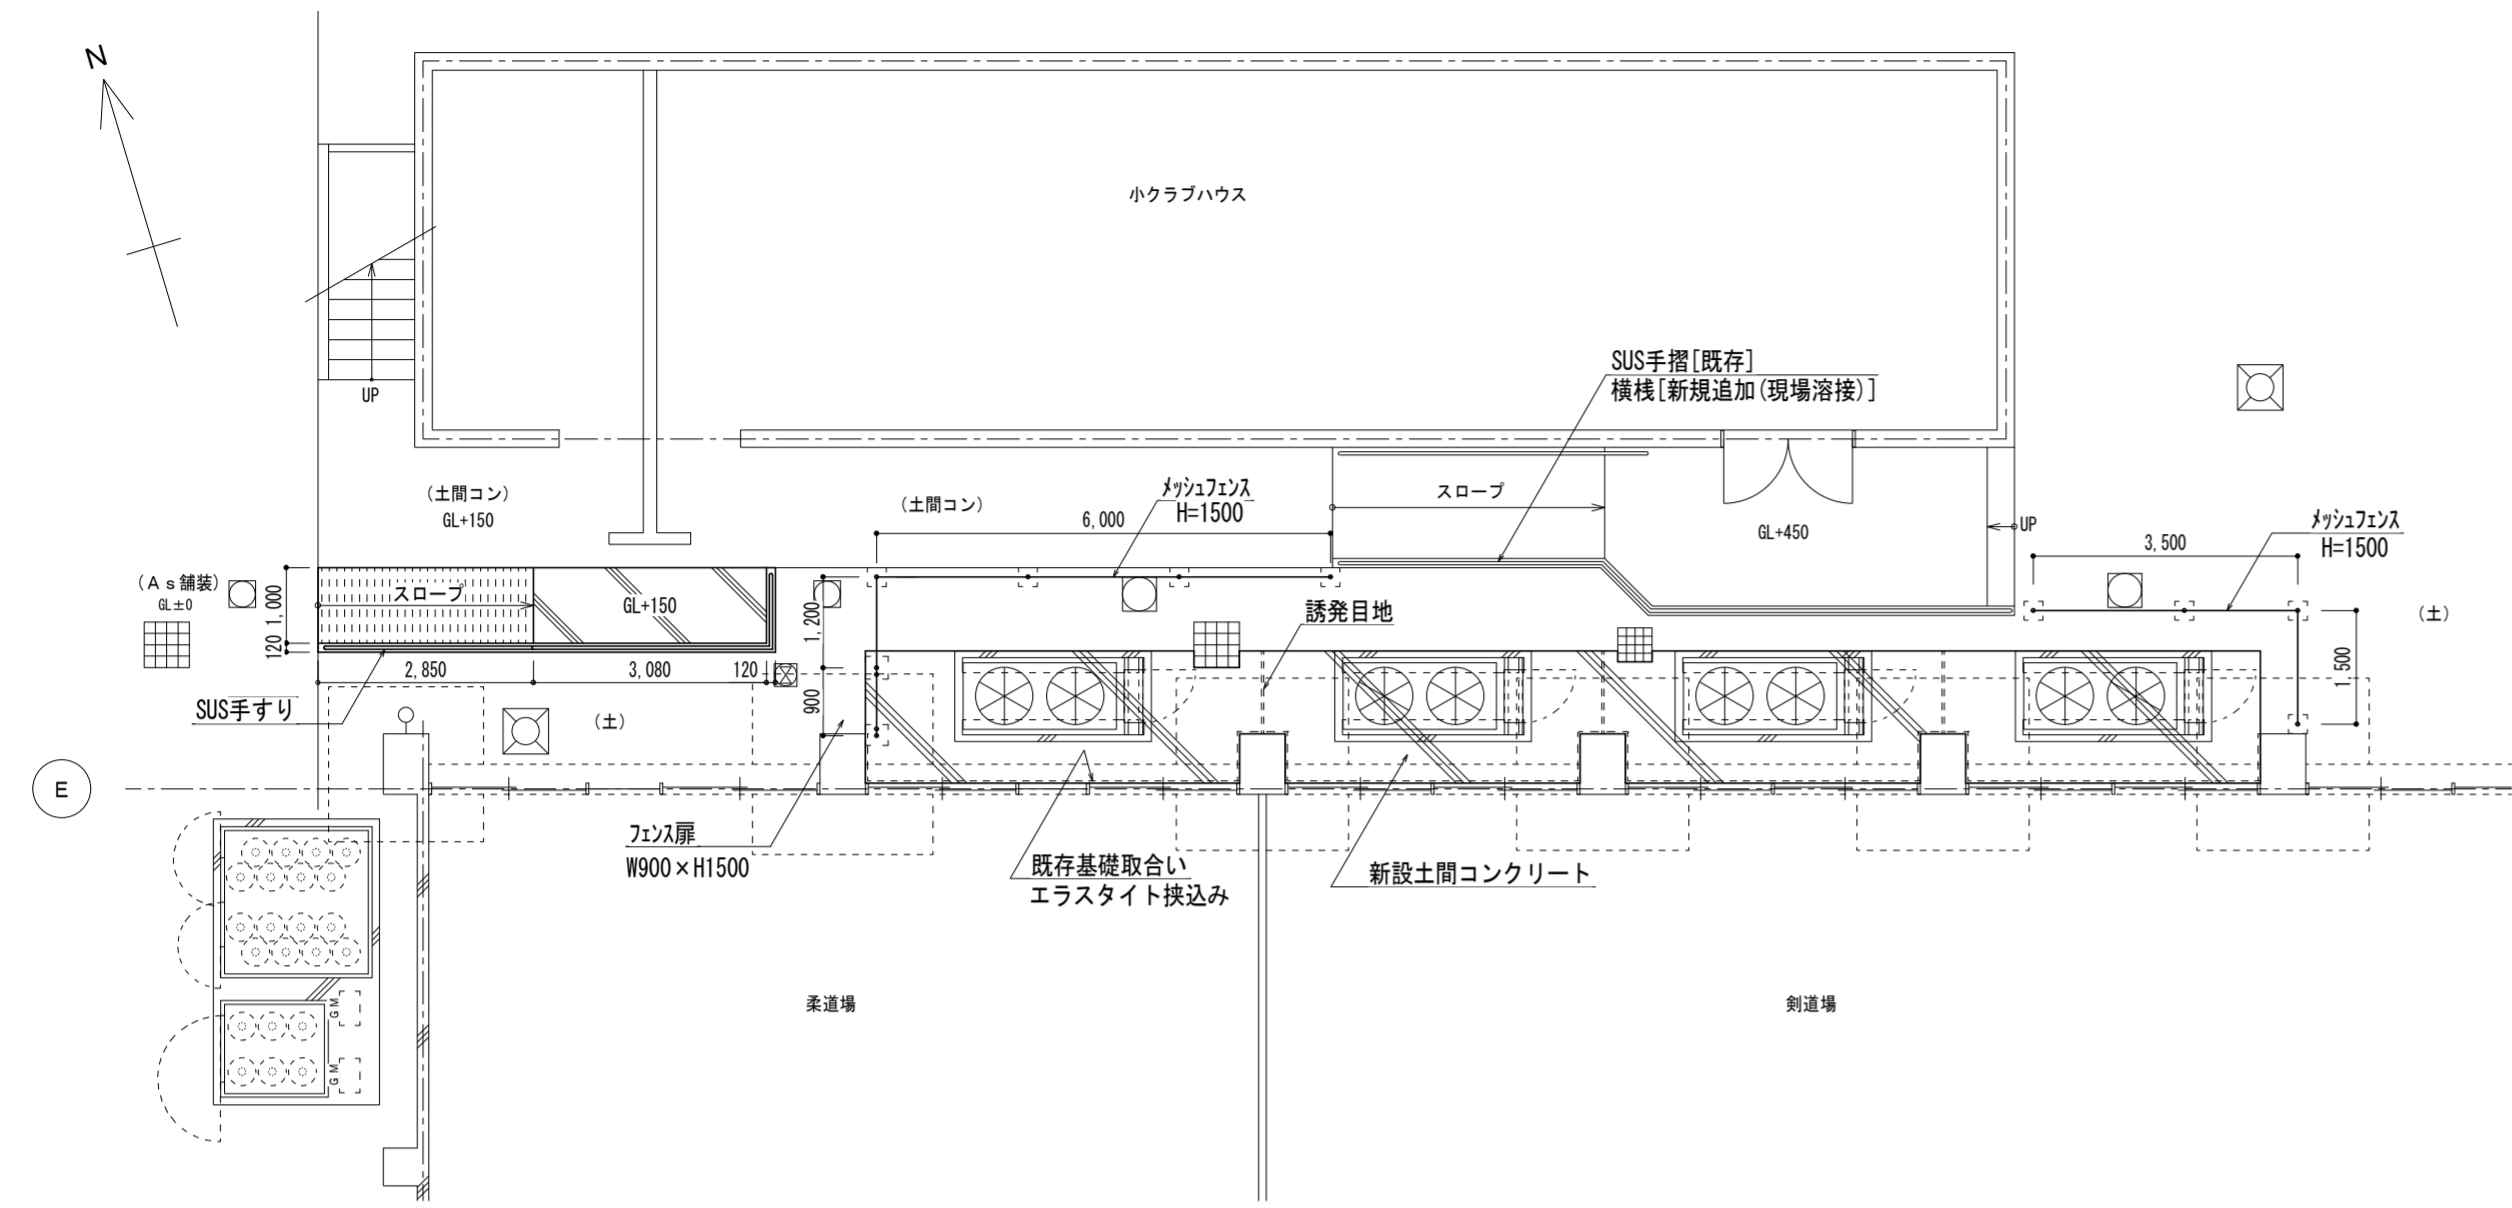 N
小クラブハウス
UP
SUS手摺[既存]
横桟[新規追加(現場溶接)]
(土間コン)
GL+150
(土間コン)
6,000
メッシュフェンス
H=1500
スロープ
GL+450
UP
3,500
メッシュフェンス
H=1500
(As舗装)
GL±0
1,000
120
スロープ
GL+150
1,200
900
誘発目地
(土)
1,500
2,850
3,080
120
SUS手すり
(土)
E
フェンス扉
W900×H1500
既存基礎取合い
エラスタイト挟込み
新設土間コンクリート
GM
GM
柔道場
剣道場